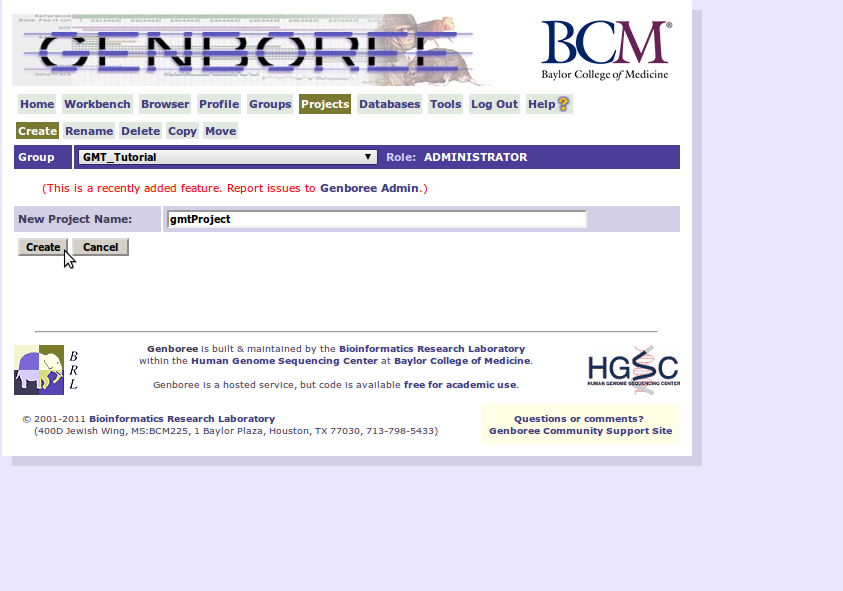 GENBOREE
BCM®
Baylor College of Medicine
Home Workbench Browser Profile Groups Projects Databases Tools Log Out Help?
Create Rename Delete Copy Move
Group GMT_Tutorial Role: ADMINISTRATOR
(This is a recently added feature. Report issues to Genboree Admin.)
New Project Name: gmtProject
Create Cancel
BRL
Genboree is built & maintained by the Bioinformatics Research Laboratory
within the Human Genome Sequencing Center at Baylor College of Medicine.
Genboree is a hosted service, but code is available free for academic use.
HGSC
HUMAN GENOME SEQUENCING CENTER
© 2001-2011 Bioinformatics Research Laboratory
(400D Jewish Wing, MS:BCM225, 1 Baylor Plaza, Houston, TX 77030, 713-798-5433)
Questions or comments?
Genboree Community Support Site